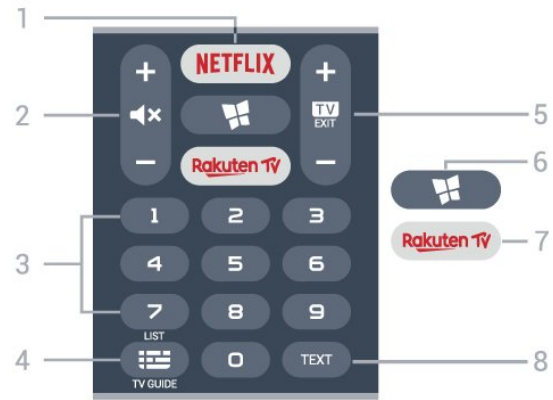 1
NETFLIX
+ +
2
TV
EXIT
5
- -
6
Rakuten TV
1 2 3
Rakuten TV
7
3
4 5 6
7 8 9
LIST
4
0
TEXT
8
TV GUIDE